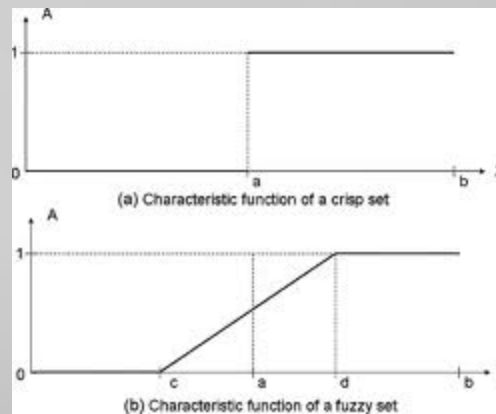 A
1
0
a
b
(a) Characteristic function of a crisp set
A
1
0
c
a
d
b
(b) Characteristic function of a fuzzy set